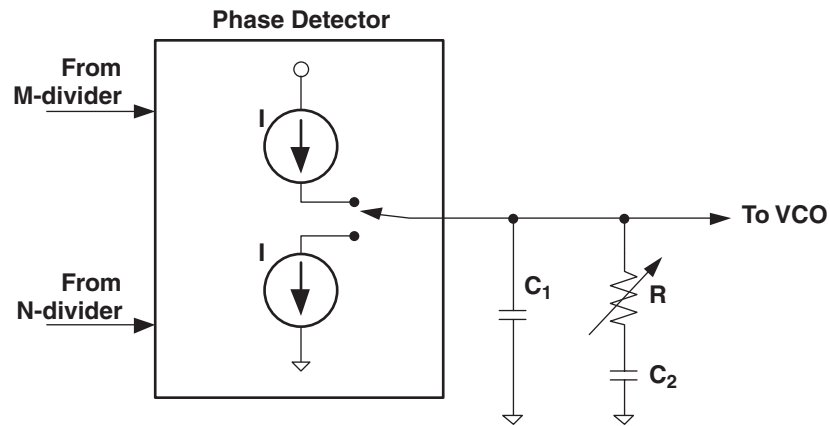 Phase Detector
From
M-divider
I
To VCO
I
From
N-divider
C1
R
C2